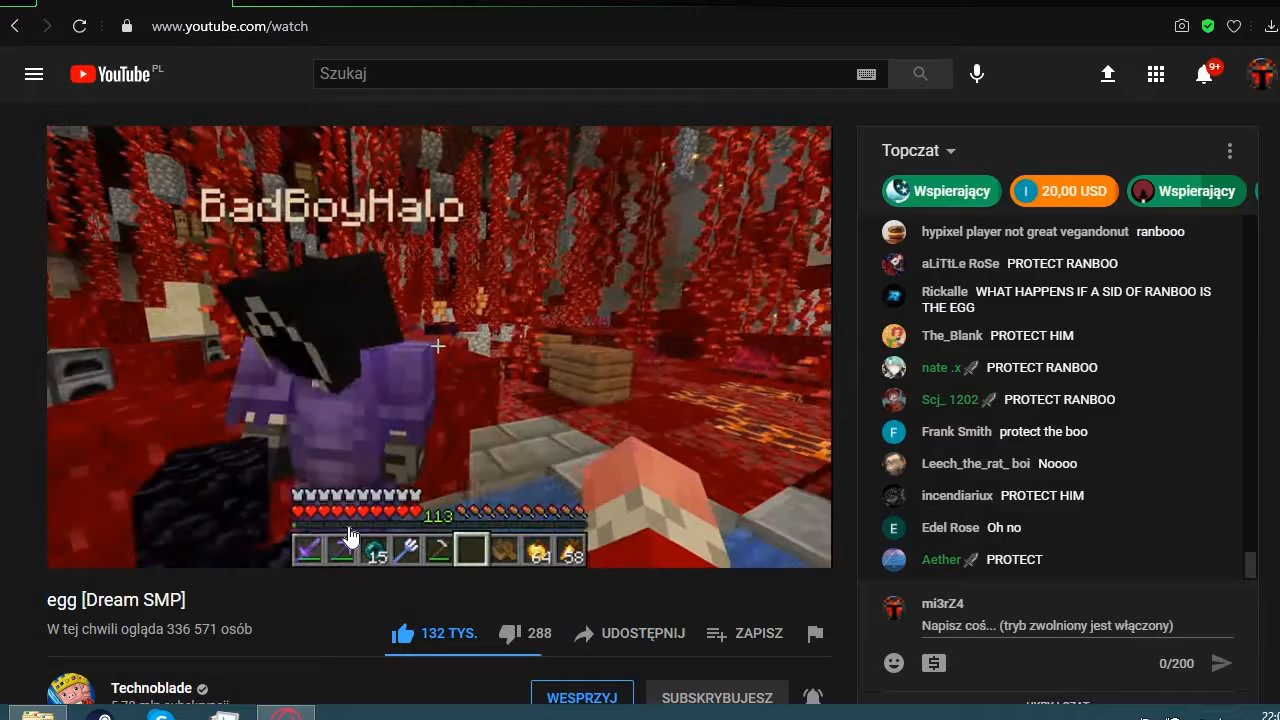 www.youtube.com/watch
YouTube PL
Szukaj
9+
BadBoyHalo
113
15
64
58
egg [Dream SMP]
W tej chwili ogląda 336 571 osób
132 TYS.
288
UDOSTĘPNIJ
ZAPISZ
Technoblade
WESPRZYJ
SUBSKRYBUJESZ
Topczat
Wspierający
I 20,00 USD
Wspierający
hypixel player not great vegandonut ranbooo
aLiTtLe RoSe PROTECT RANBOO
Rickalle WHAT HAPPENS IF A SID OF RANBOO IS
THE EGG
The_Blank PROTECT HIM
nate .x PROTECT RANBOO
Scj_ 1202 PROTECT RANBOO
F Frank Smith protect the boo
Leech_the_rat_ boi Noooo
incendiariux PROTECT HIM
E Edel Rose Oh no
Aether PROTECT
mi3rZ4
Napisz coś... (tryb zwolniony jest włączony)
0/200